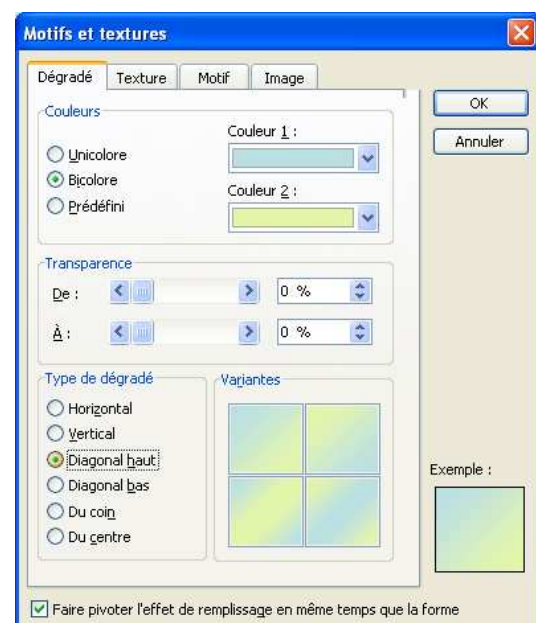 Motifs et textures
Dégradé Texture Motif Image
OK
Annuler
Couleurs
Unicolore
Bicolore
Prédéfini
Couleur 1 :
Couleur 2 :
Transparence
De : 0 %
À : 0 %
Type de dégradé
Horizontal
Vertical
Diagonal haut
Diagonal bas
Du coin
Du centre
Variantes
Exemple :
Faire pivoter l'effet de remplissage en même temps que la forme